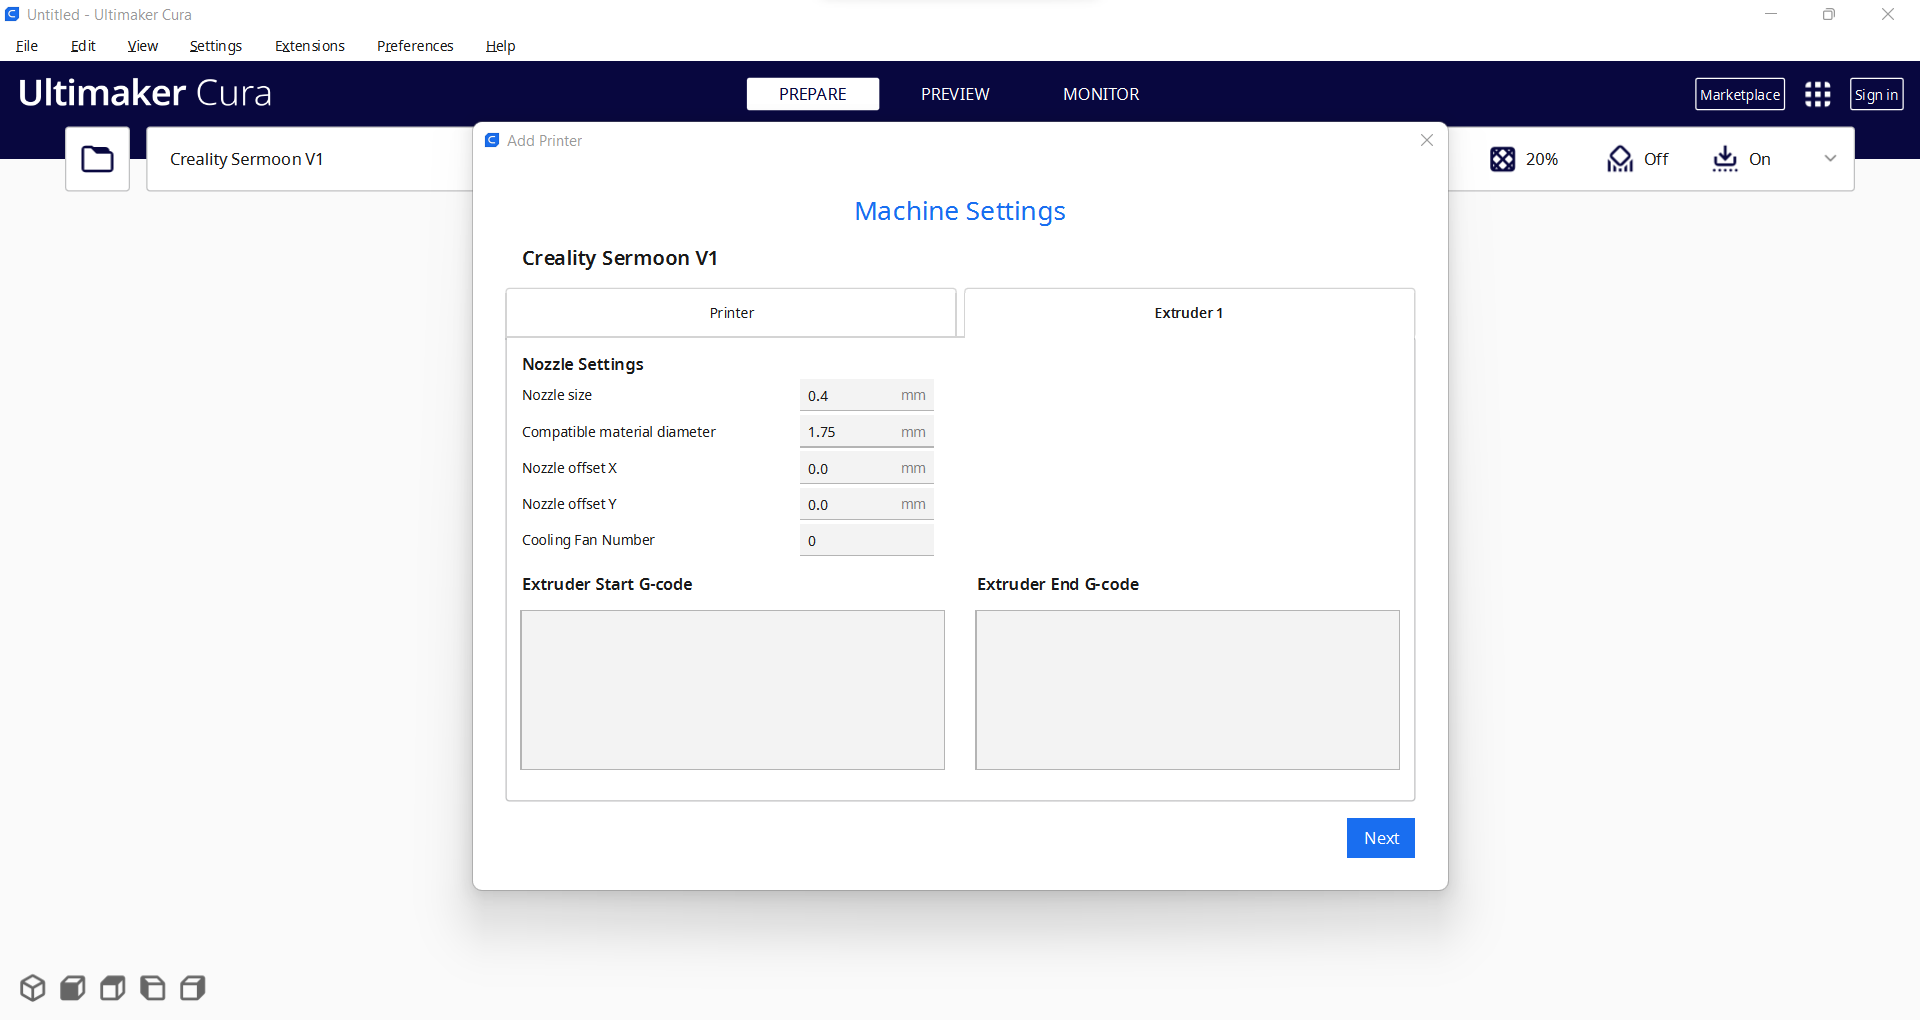 Untitled - Ultimaker Cura
File Edit View Settings Extensions Preferences Help
Ultimaker Cura PREPARE PREVIEW MONITOR Marketplace Sign in
Creality Sermoon V1 20% Off On
Add Printer
Machine Settings
Creality Sermoon V1
Printer Extruder 1
Nozzle Settings
Nozzle size 0.4 mm
Compatible material diameter 1.75 mm
Nozzle offset X 0.0 mm
Nozzle offset Y 0.0 mm
Cooling Fan Number 0
Extruder Start G-code Extruder End G-code
Next